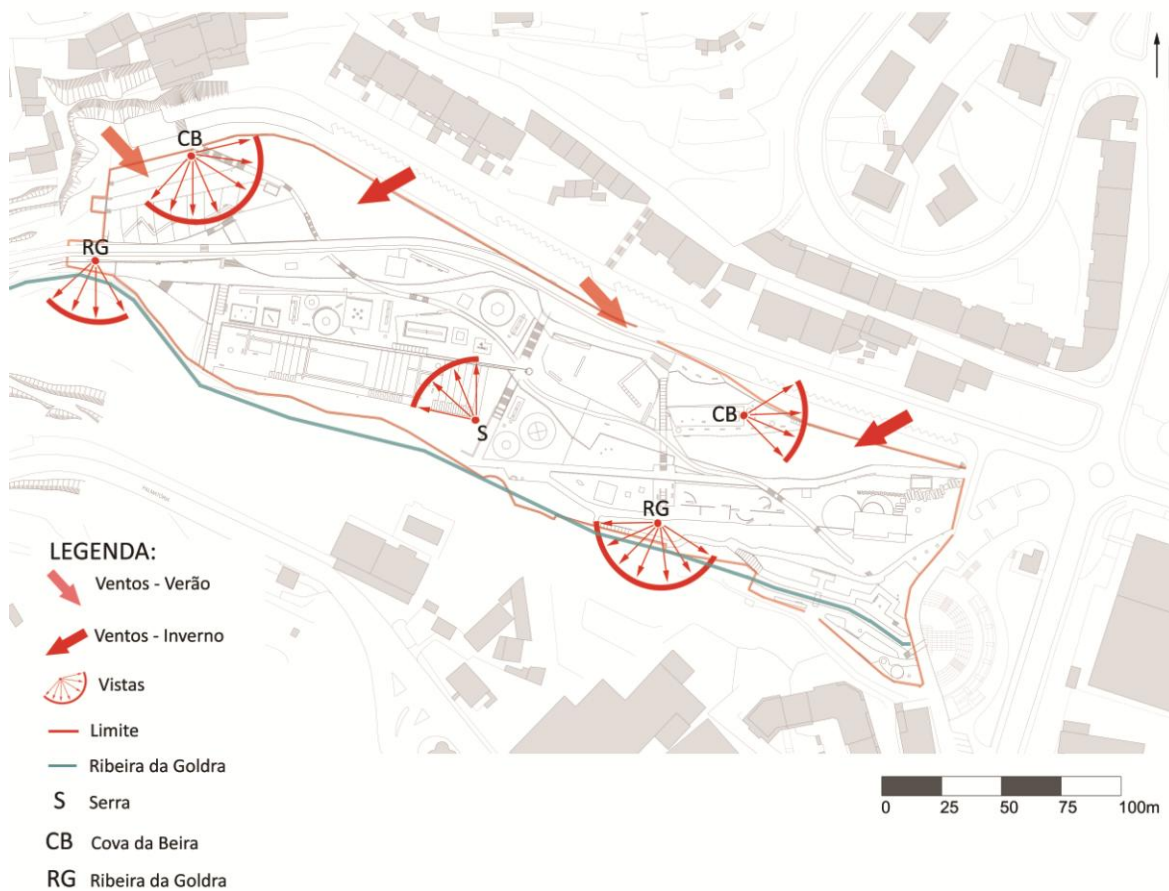 CB
RG
CB
S
RG
LEGENDA:
Ventos - Verão
Ventos - Inverno
Vistas
Limite
Ribeira da Goldra
S Serra
CB Cova da Beira
RG Ribeira da Goldra
0 25 50 75 100m